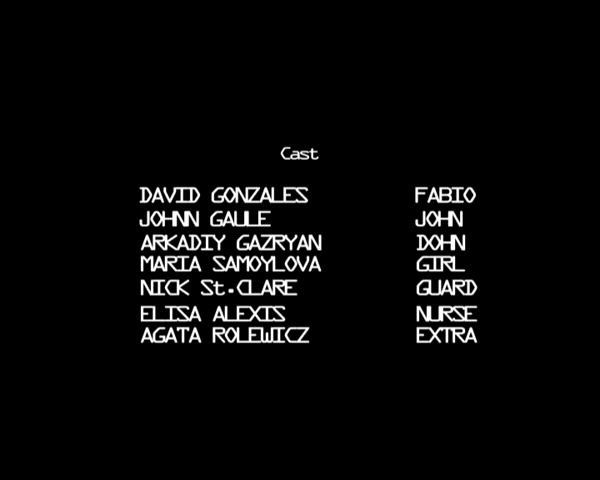 Cast
DAVID GONZALES FABIO
JOHNN GAULE JOHN
ARKADIY GAZRYAN DOHN
MARIA SAMOYLOVA GIRL
NICK St.CLARE GUARD
ELISA ALEXIS NURSE
AGATA ROLEWICZ EXTRA